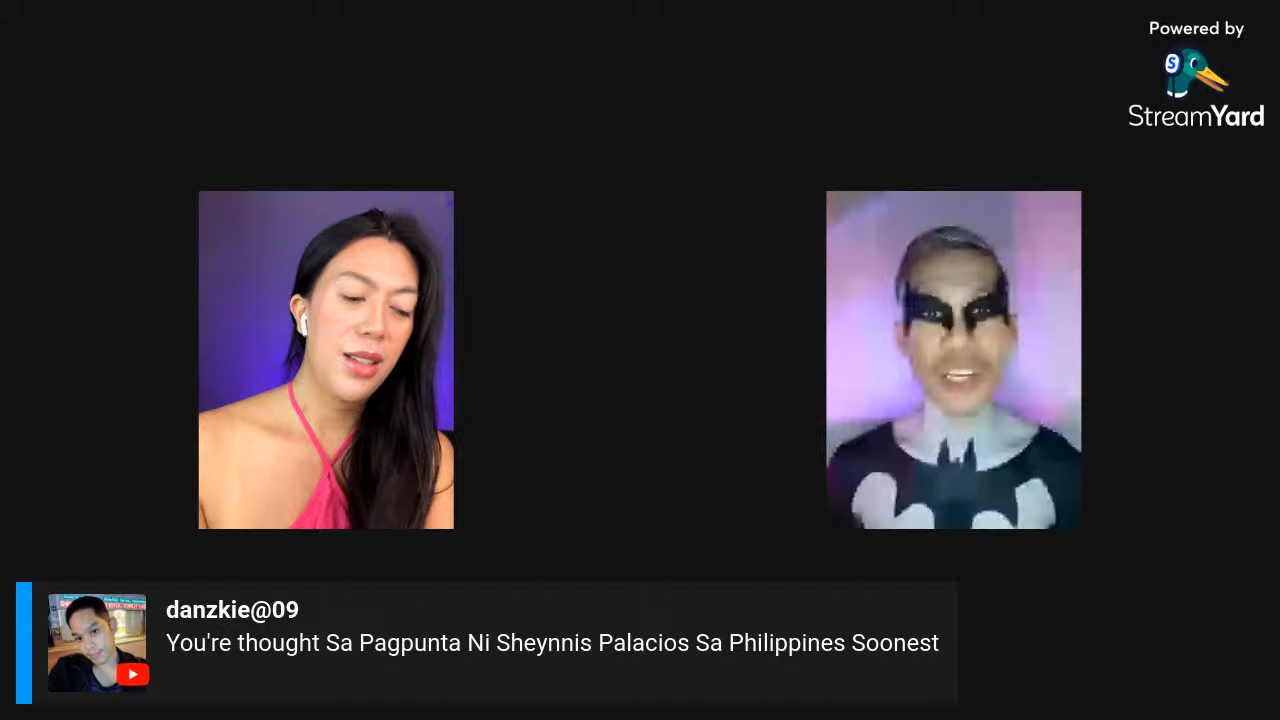 Powered by
S
StreamYard
danzkie@09
You're thought Sa Pagpunta Ni Sheynnis Palacios Sa Philippines Soonest